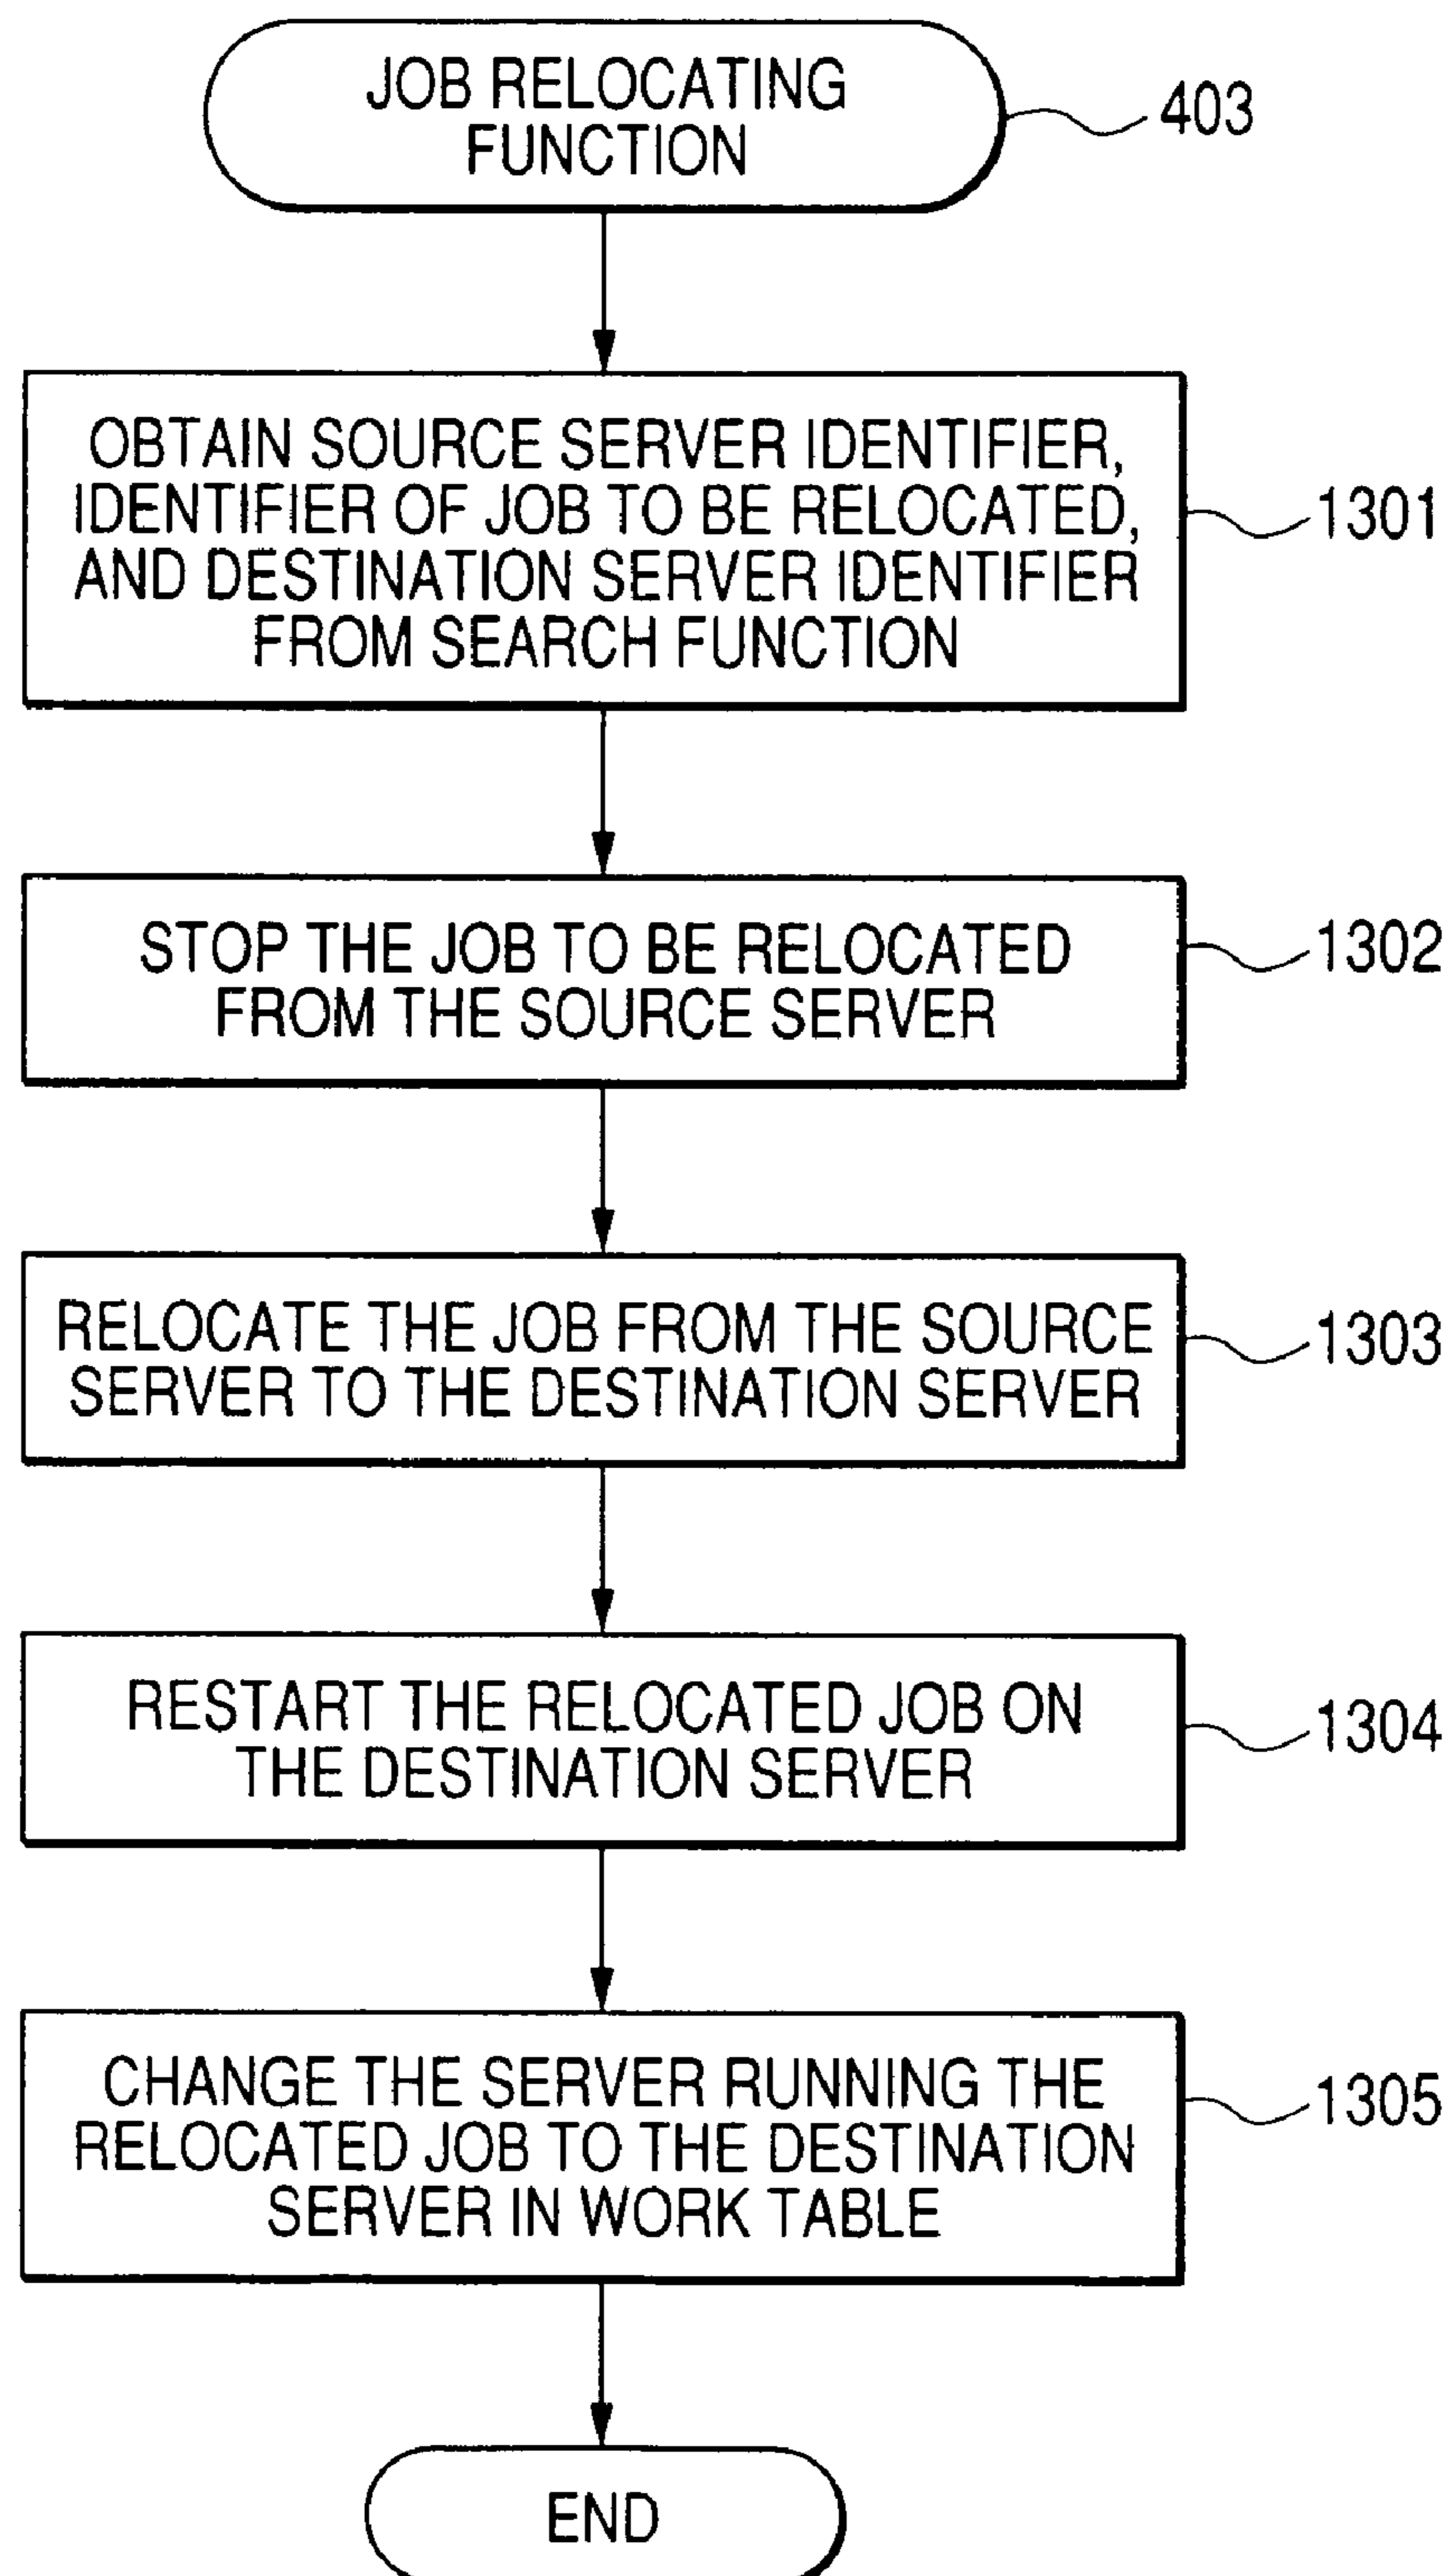 JOB RELOCATING
FUNCTION
403
OBTAIN SOURCE SERVER IDENTIFIER,
IDENTIFIER OF JOB TO BE RELOCATED,
AND DESTINATION SERVER IDENTIFIER
FROM SEARCH FUNCTION
1301
STOP THE JOB TO BE RELOCATED
FROM THE SOURCE SERVER
1302
RELOCATE THE JOB FROM THE SOURCE
SERVER TO THE DESTINATION SERVER
1303
RESTART THE RELOCATED JOB ON
THE DESTINATION SERVER
1304
CHANGE THE SERVER RUNNING THE
RELOCATED JOB TO THE DESTINATION
SERVER IN WORK TABLE
1305
END